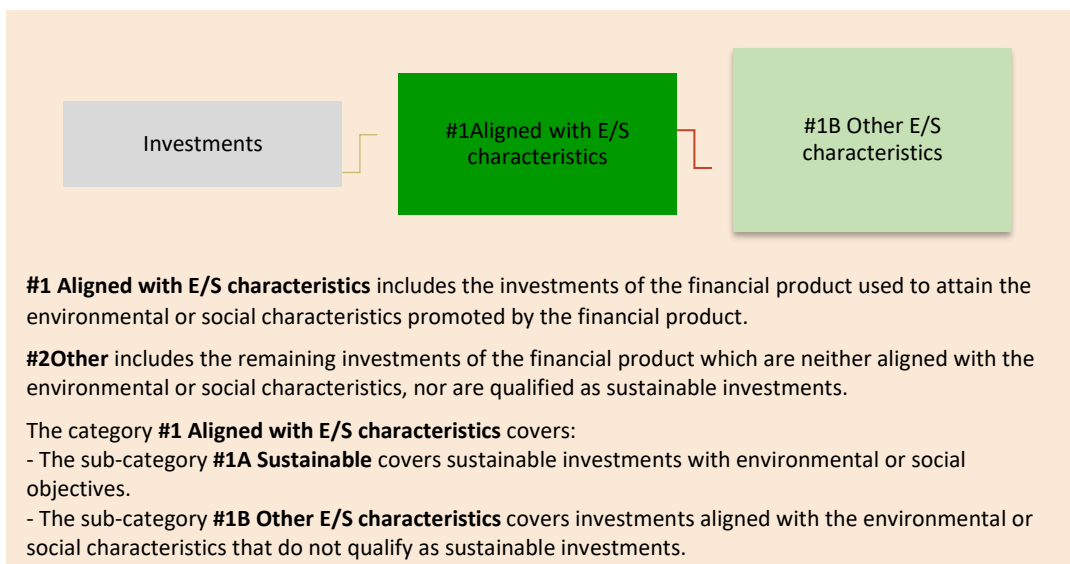 Investments
#1Aligned with E/S
characteristics
#1B Other E/S
characteristics
#1 Aligned with E/S characteristics includes the investments of the financial product used to attain the
environmental or social characteristics promoted by the financial product.
#2Other includes the remaining investments of the financial product which are neither aligned with the
environmental or social characteristics, nor are qualified as sustainable investments.
The category #1 Aligned with E/S characteristics covers:
- The sub-category #1A Sustainable covers sustainable investments with environmental or social
objectives.
- The sub-category #1B Other E/S characteristics covers investments aligned with the environmental or
social characteristics that do not qualify as sustainable investments.